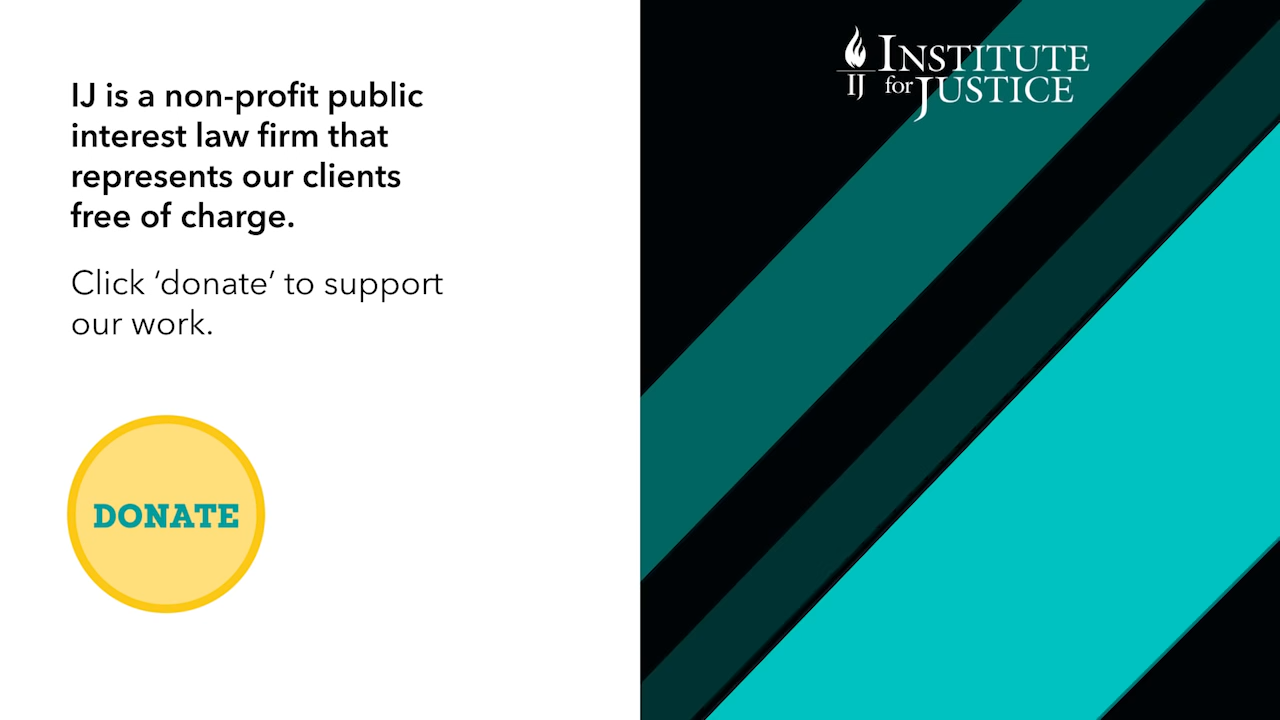 IJ is a non-profit public
interest law firm that
represents our clients
free of charge.
Click ‘donate’ to support
our work.
DONATE
IJ
INSTITUTE
for JUSTICE